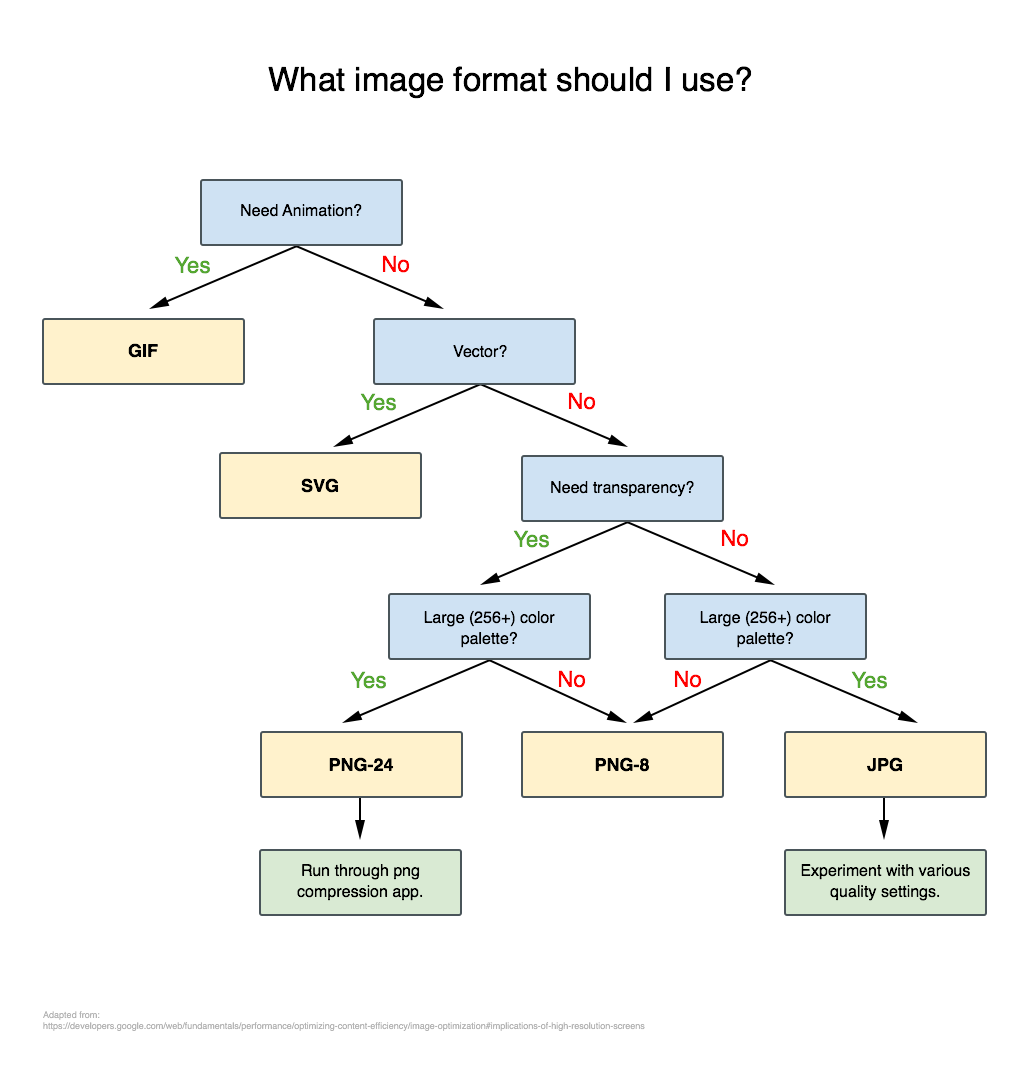 What image format should I use?
Need Animation?
Yes
No
GIF
Vector?
Yes
No
SVG
Need transparency?
Yes
No
Large (256+) color
palette?
Large (256+) color
palette?
Yes
No
No
Yes
PNG-24
PNG-8
JPG
Run through png
compression app.
Experiment with various
quality settings.
Adapted from:
https://developers.google.com/web/fundamentals/performance/optimizing-content-efficiency/image-optimization#implications-of-high-resolution-screens